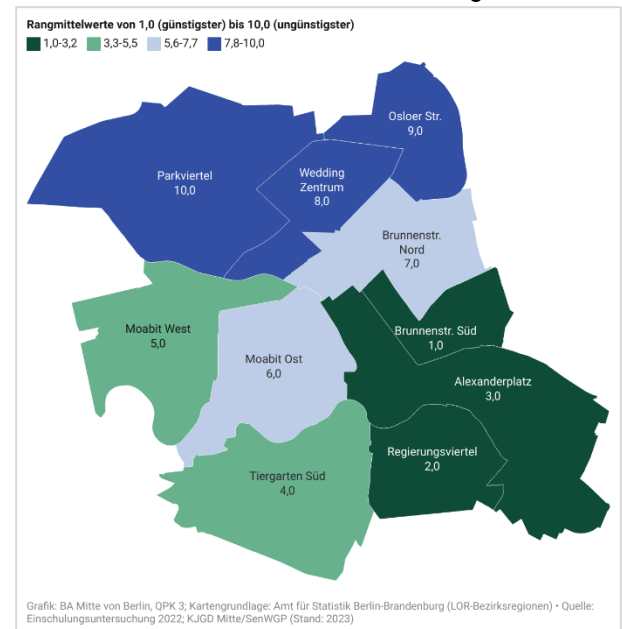 Rangmittelwerte von 1,0 (günstigster) bis 10,0 (ungünstigster)
1,0-3,2 3,3-5,5 5,6-7,7 7,8-10,0
Osloer Str.
9,0
Parkviertel
10,0
Wedding
Zentrum
8,0
Brunnenstr.
Nord
7,0
Moabit West
5,0
Brunnenstr. Süd
1,0
Moabit Ost
6,0
Alexanderplatz
3,0
Regierungsviertel
2,0
Tiergarten Süd
4,0
Grafik: BA Mitte von Berlin, QPK 3; Kartengrundlage: Amt für Statistik Berlin-Brandenburg (LOR-Bezirksregionen) • Quelle:
Einschulungsuntersuchung 2022; KJGD Mitte/SenWGP (Stand: 2023)